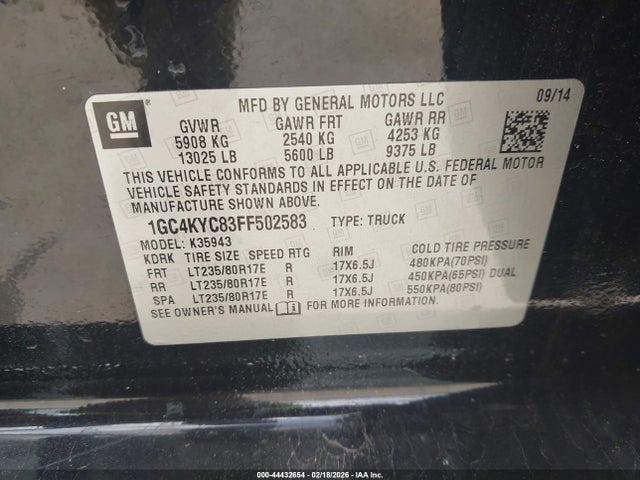 MFD BY GENERAL MOTORS LLC 09/14
GM
GVWR GAWR FRT GAWR RR
5908 KG 2540 KG 4253 KG
13025 LB 5600 LB 9375 LB
THIS VEHICLE CONFORMS TO ALL APPLICABLE U.S. FEDERAL MOTOR
VEHICLE SAFETY STANDARDS IN EFFECT ON THE DATE OF
MANUFACTURE SHOWN ABOVE.
1GC4KYC83FF502583 TYPE: TRUCK
MODEL: K35943
KDRK TIRE SIZE SPEED RTG RIM COLD TIRE PRESSURE
FRT LT235/80R17E R 17X6.5J 480KPA(70PSI)
RR LT235/80R17E R 17X6.5J 450KPA(65PSI) DUAL
SPA LT235/80R17E R 17X6.5J 550KPA(80PSI)
SEE OWNER'S MANUAL FOR MORE INFORMATION
000-44432654 - 02/18/2026 - IAA Inc.